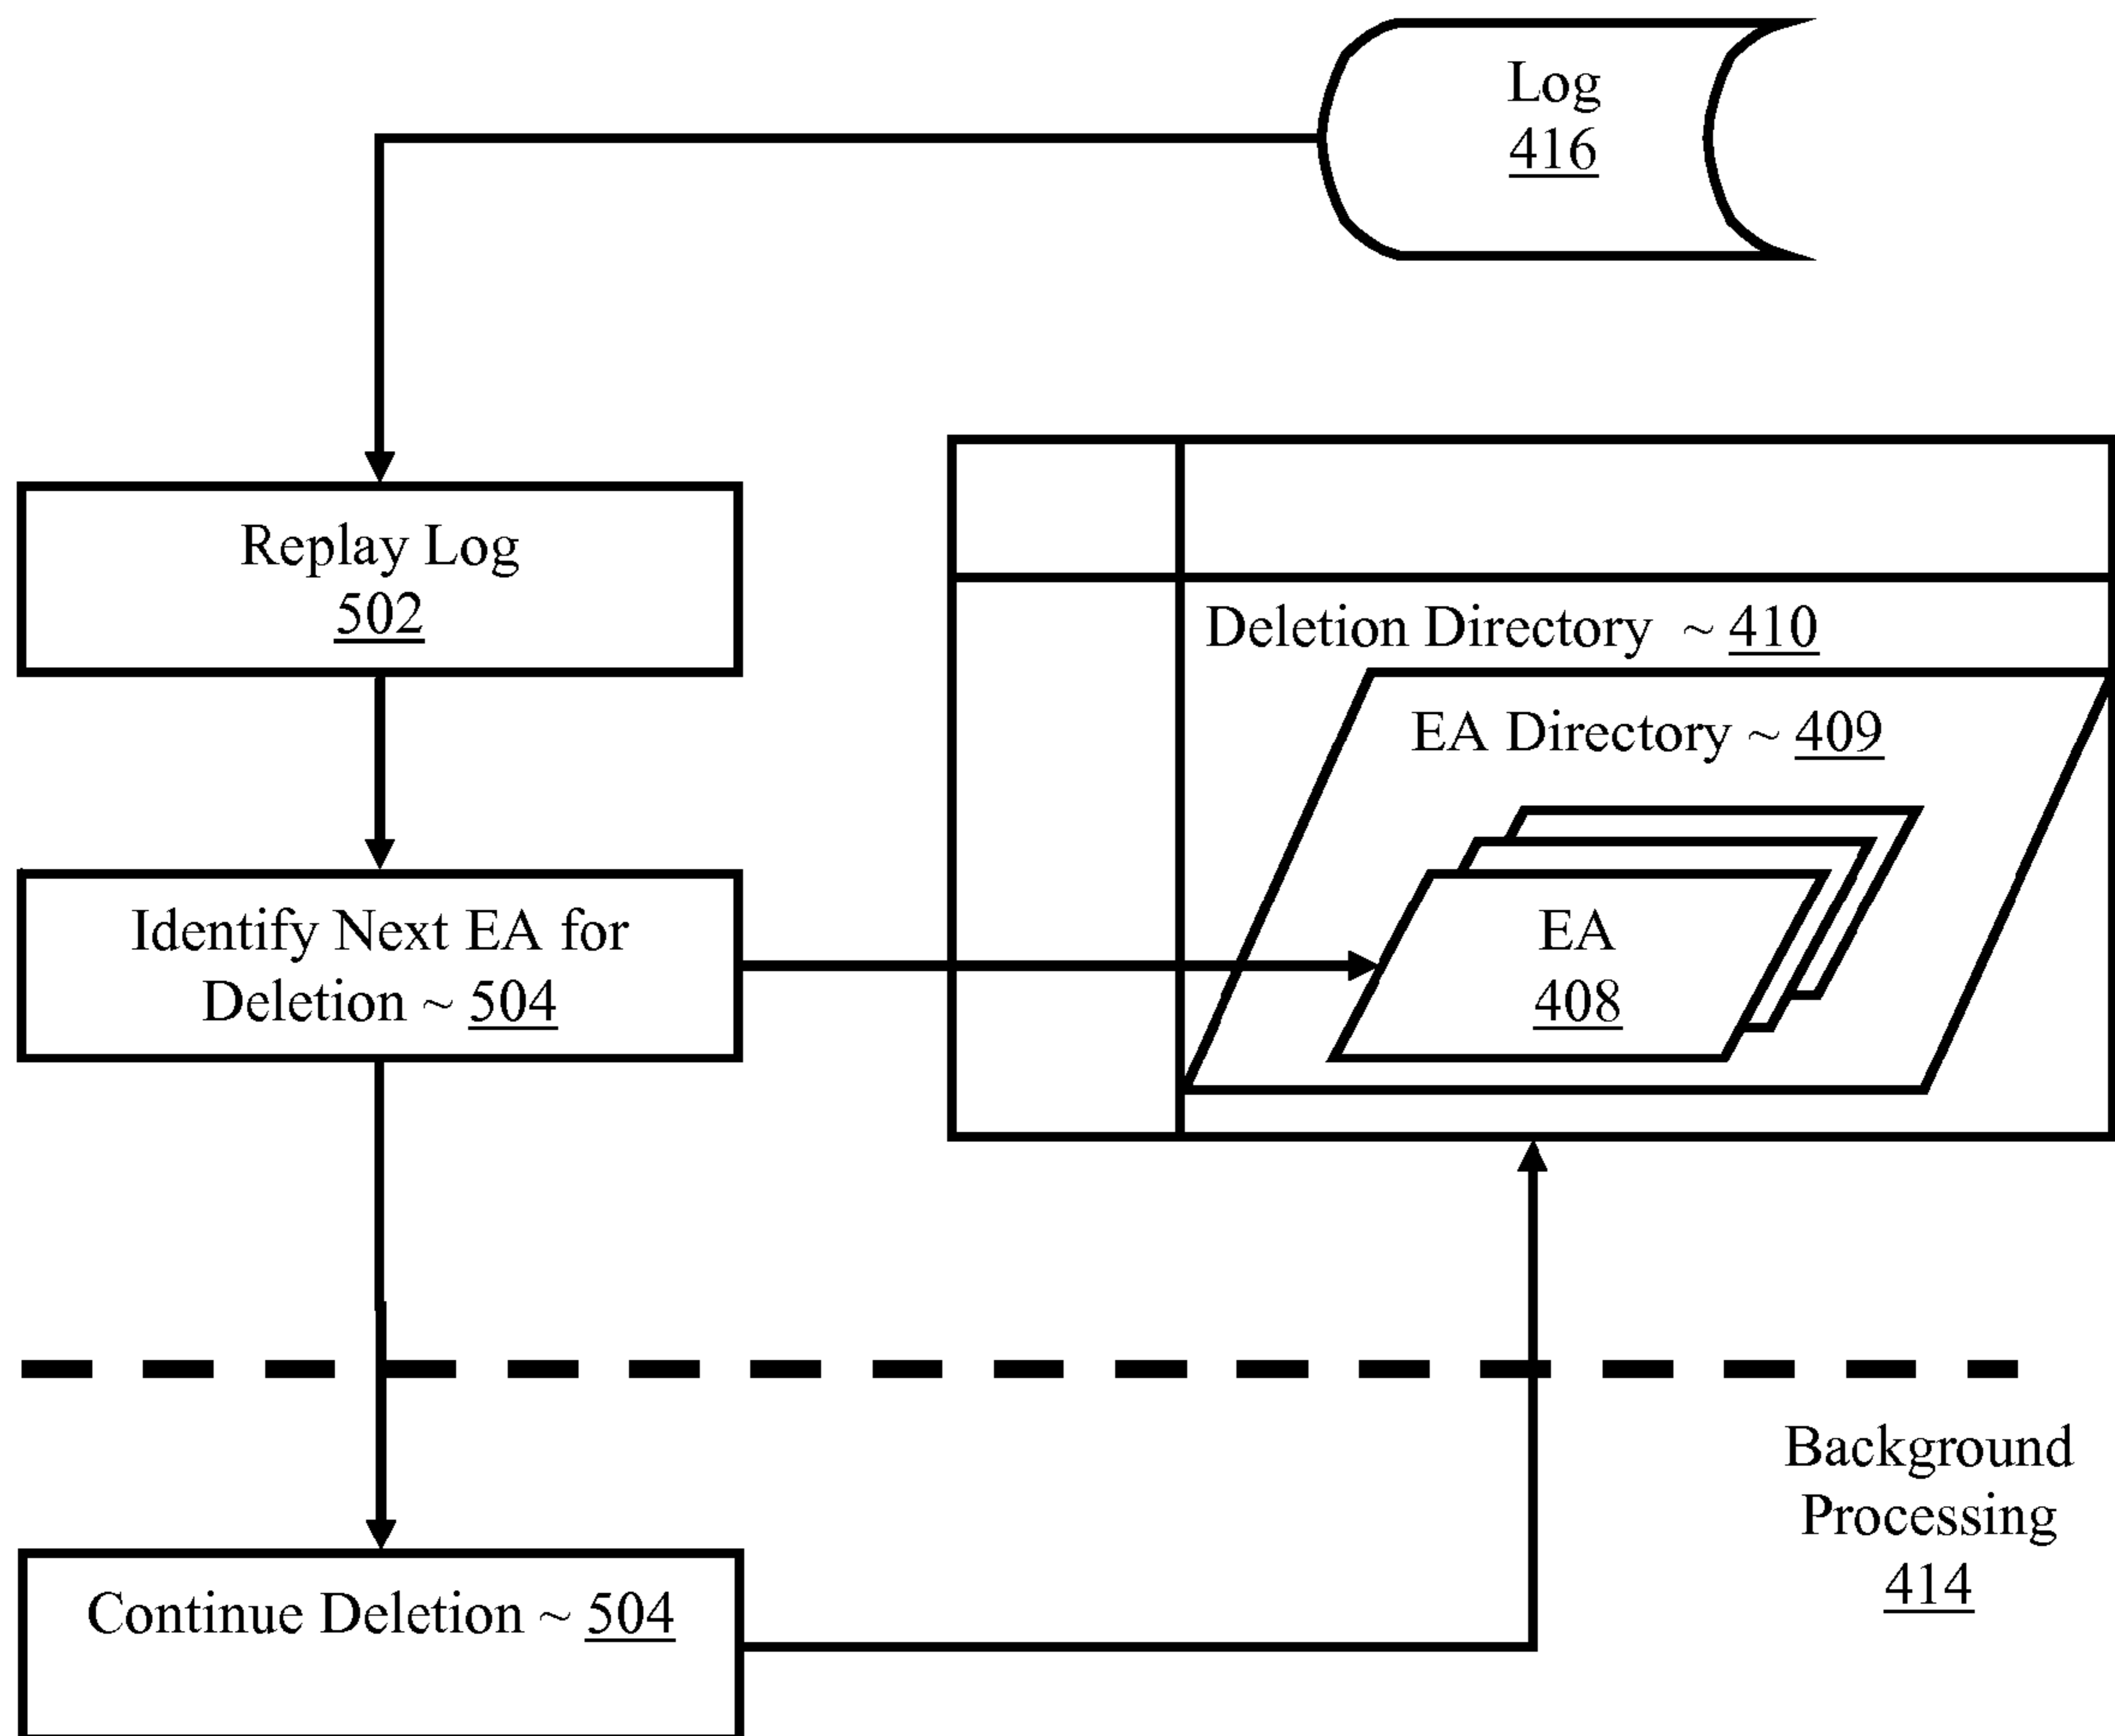 Log
416
Replay Log
502
Deletion Directory ~ 410
EA Directory ~ 409
Identify Next EA for
Deletion ~ 504
EA
408
Background
Processing
414
Continue Deletion ~ 504